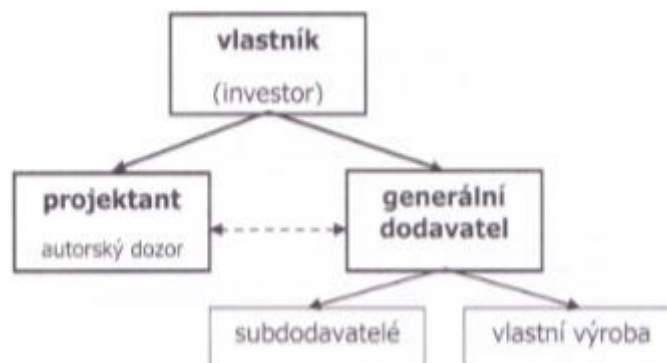 vlastník
(investor)
projektant
autorský dozor
generální
dodavatel
subdodavatelé
vlastní výroba